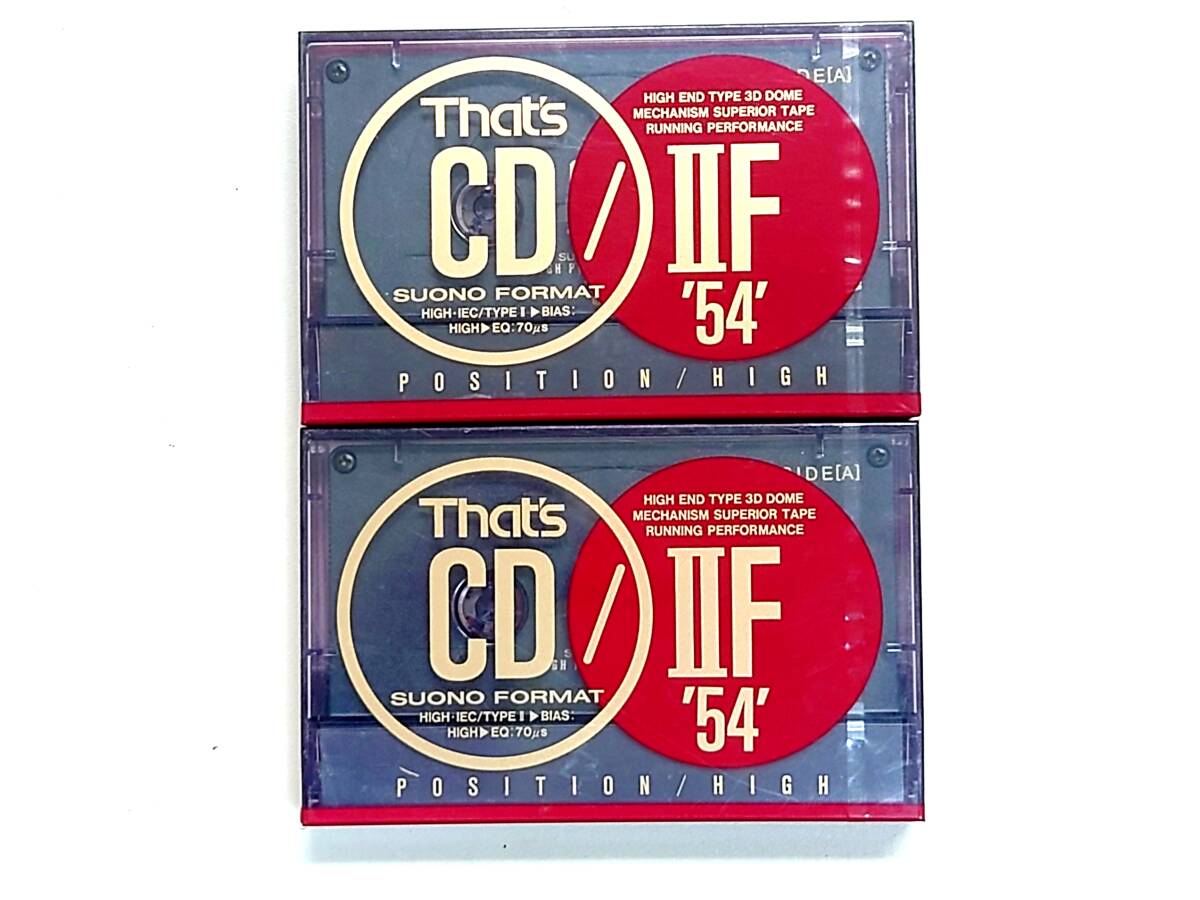 That's
CD/IIF
HIGH END TYPE 3D DOME
MECHANISM SUPERIOR TAPE
RUNNING PERFORMANCE
'54'
SUONO FORMAT
HIGH·IEC/TYPE II ▶ BIAS:
HIGH ▶ EQ:70μs
POSITION/HIGH
DE[A]
That's
CD/IIF
HIGH END TYPE 3D DOME
MECHANISM SUPERIOR TAPE
RUNNING PERFORMANCE
'54'
SUONO FORMAT
HIGH·IEC/TYPE II ▶ BIAS:
HIGH ▶ EQ:70μs
POSITION/HIGH
SIDE[A]